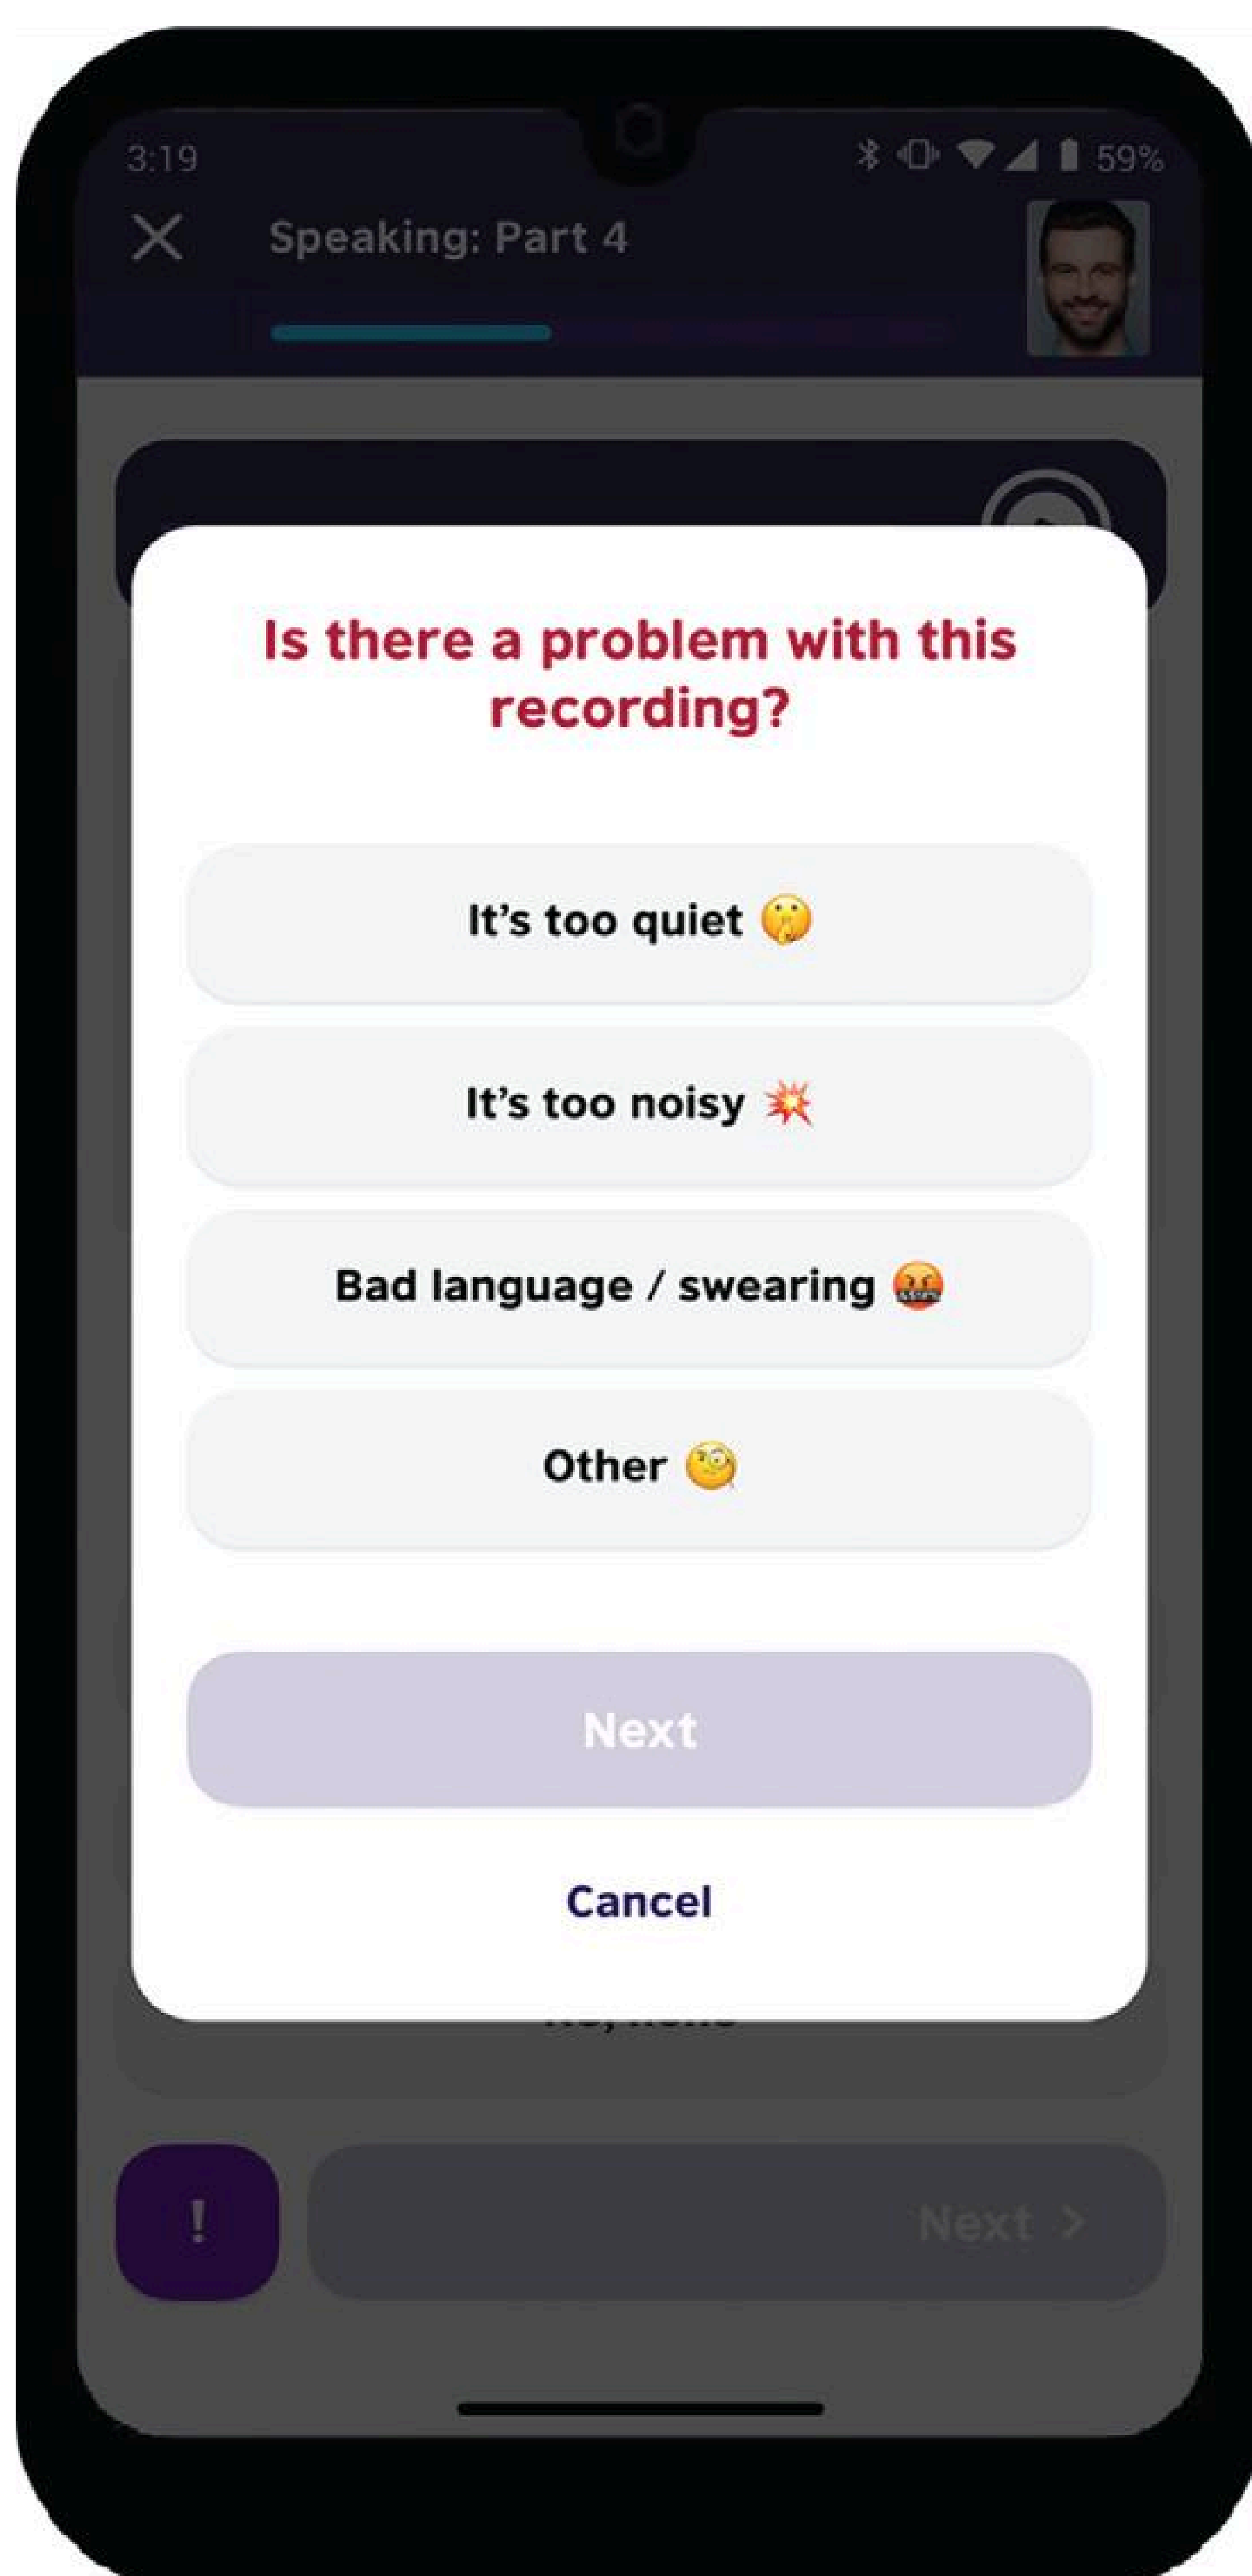 3:19 59%
Speaking: Part 4
Is there a problem with this
recording?
It's too quiet 🤫
It's too noisy 💥
Bad language / swearing 🤬
Other 🧐
Next
Cancel
!
Next >